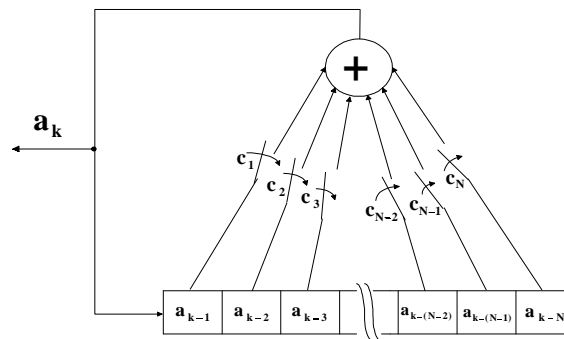 +
a_k
c_1
c_2
c_3
c_{N-2}
c_{N-1}
c_N
a_{k-1} a_{k-2} a_{k-3} a_{k-(N-2)} a_{k-(N-1)} a_{k-N}